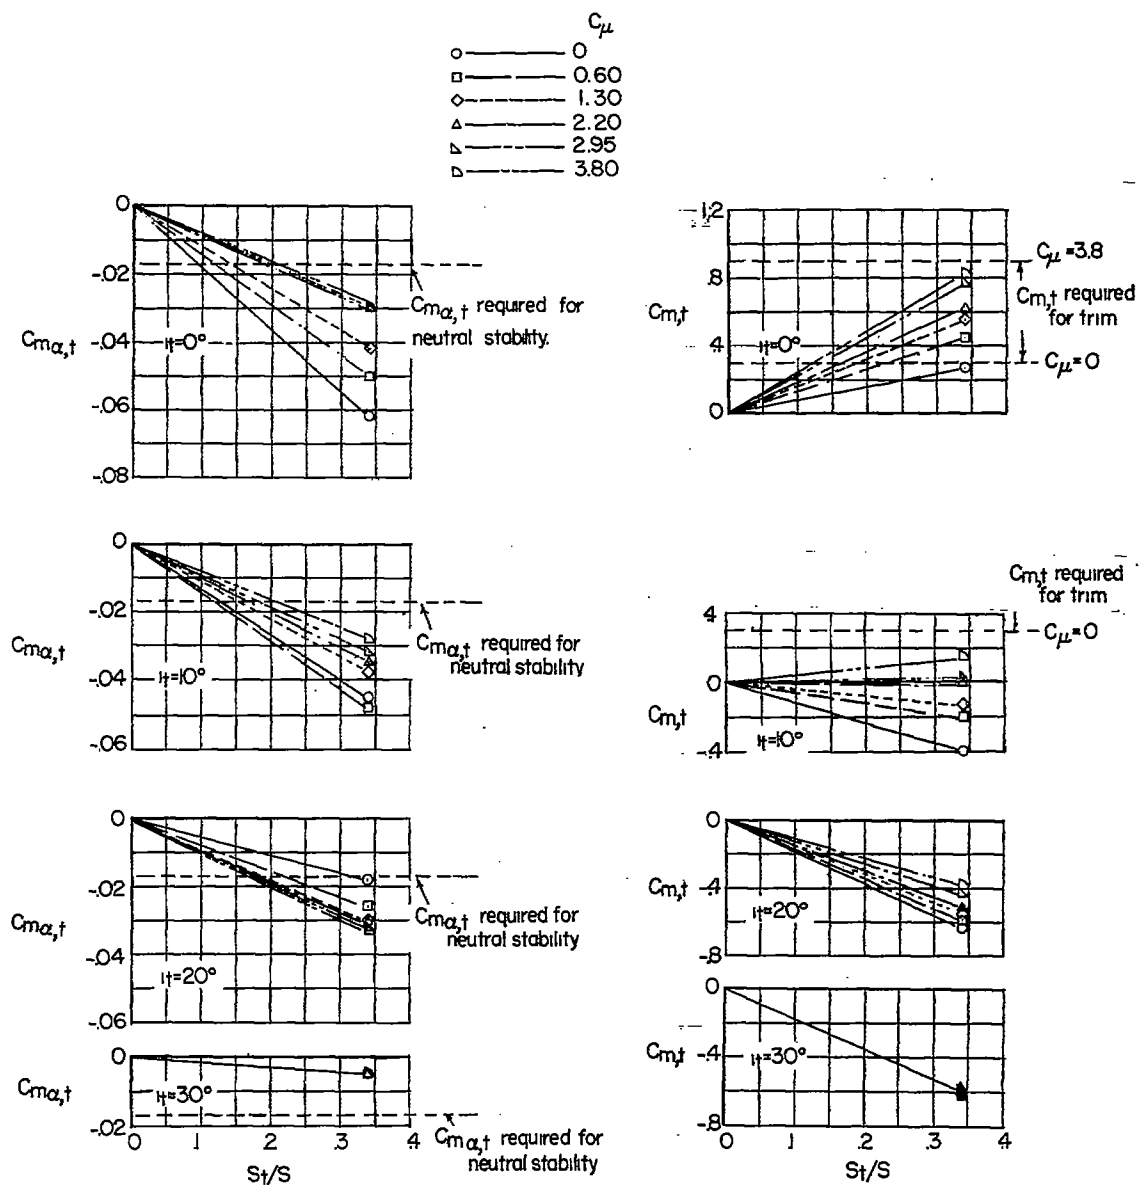 Cμ
0
0.60
1.30
2.20
2.95
3.80
0
-.02
-.04
-.06
-.08
Cmα,t
it=0°
Cmα,t required for
neutral stability.
1.2
.8
.4
0
Cm,t
it=0°
Cμ=3.8
Cm,t required
for trim
Cμ=0
0
-.02
-.04
-.06
Cmα,t
it=10°
Cmα,t required for
neutral stability
Cm,t required
for trim
Cμ=0
.4
0
-.4
Cm,t
it=10°
0
-.02
-.04
-.06
Cmα,t
it=20°
Cmα,t required for
neutral stability
0
-.4
-.8
Cm,t
it=20°
0
-.02
Cmα,t
it=30°
Cmα,t required for
neutral stability
0 .1 .2 .3 .4
St/S
0
-.4
-.8
Cm,t
it=30°
0 .1 .2 .3 .4
St/S